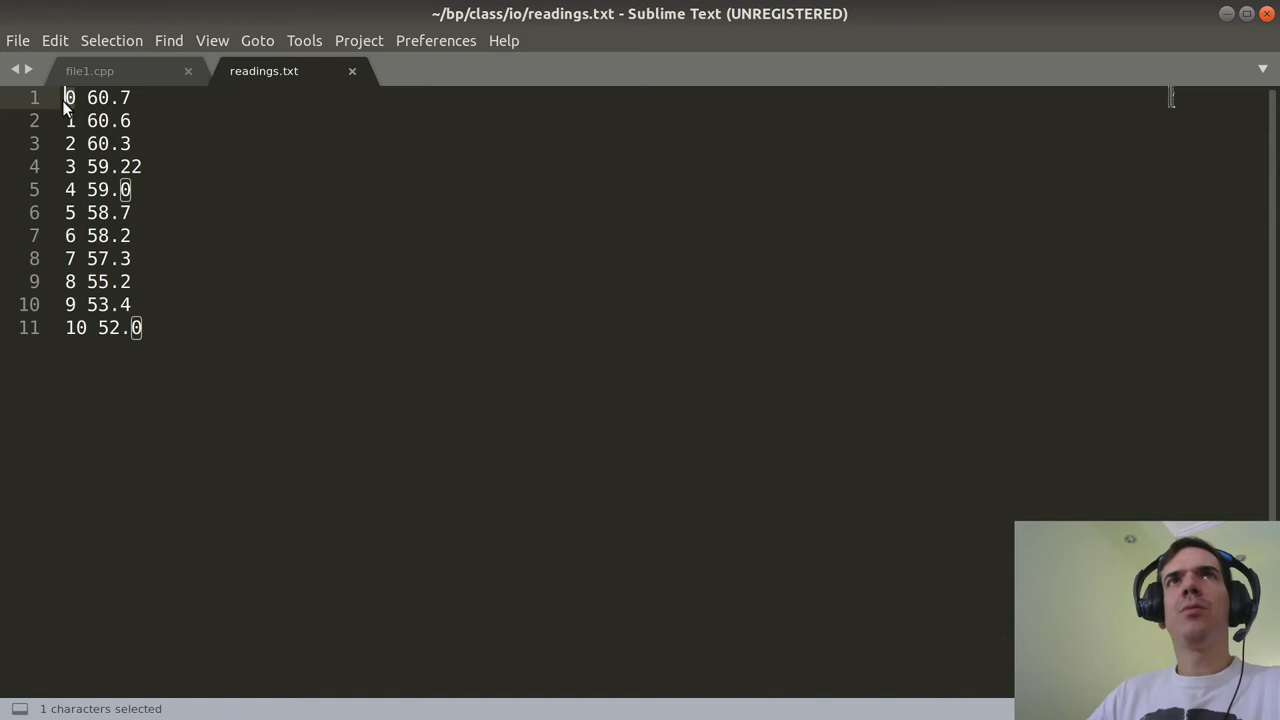 ~/bp/class/io/readings.txt - Sublime Text (UNREGISTERED)
File Edit Selection Find View Goto Tools Project Preferences Help
file1.cpp readings.txt
1 0 60.7
2 1 60.6
3 2 60.3
4 3 59.22
5 4 59.0
6 5 58.7
7 6 58.2
8 7 57.3
9 8 55.2
10 9 53.4
11 10 52.0
1 characters selected